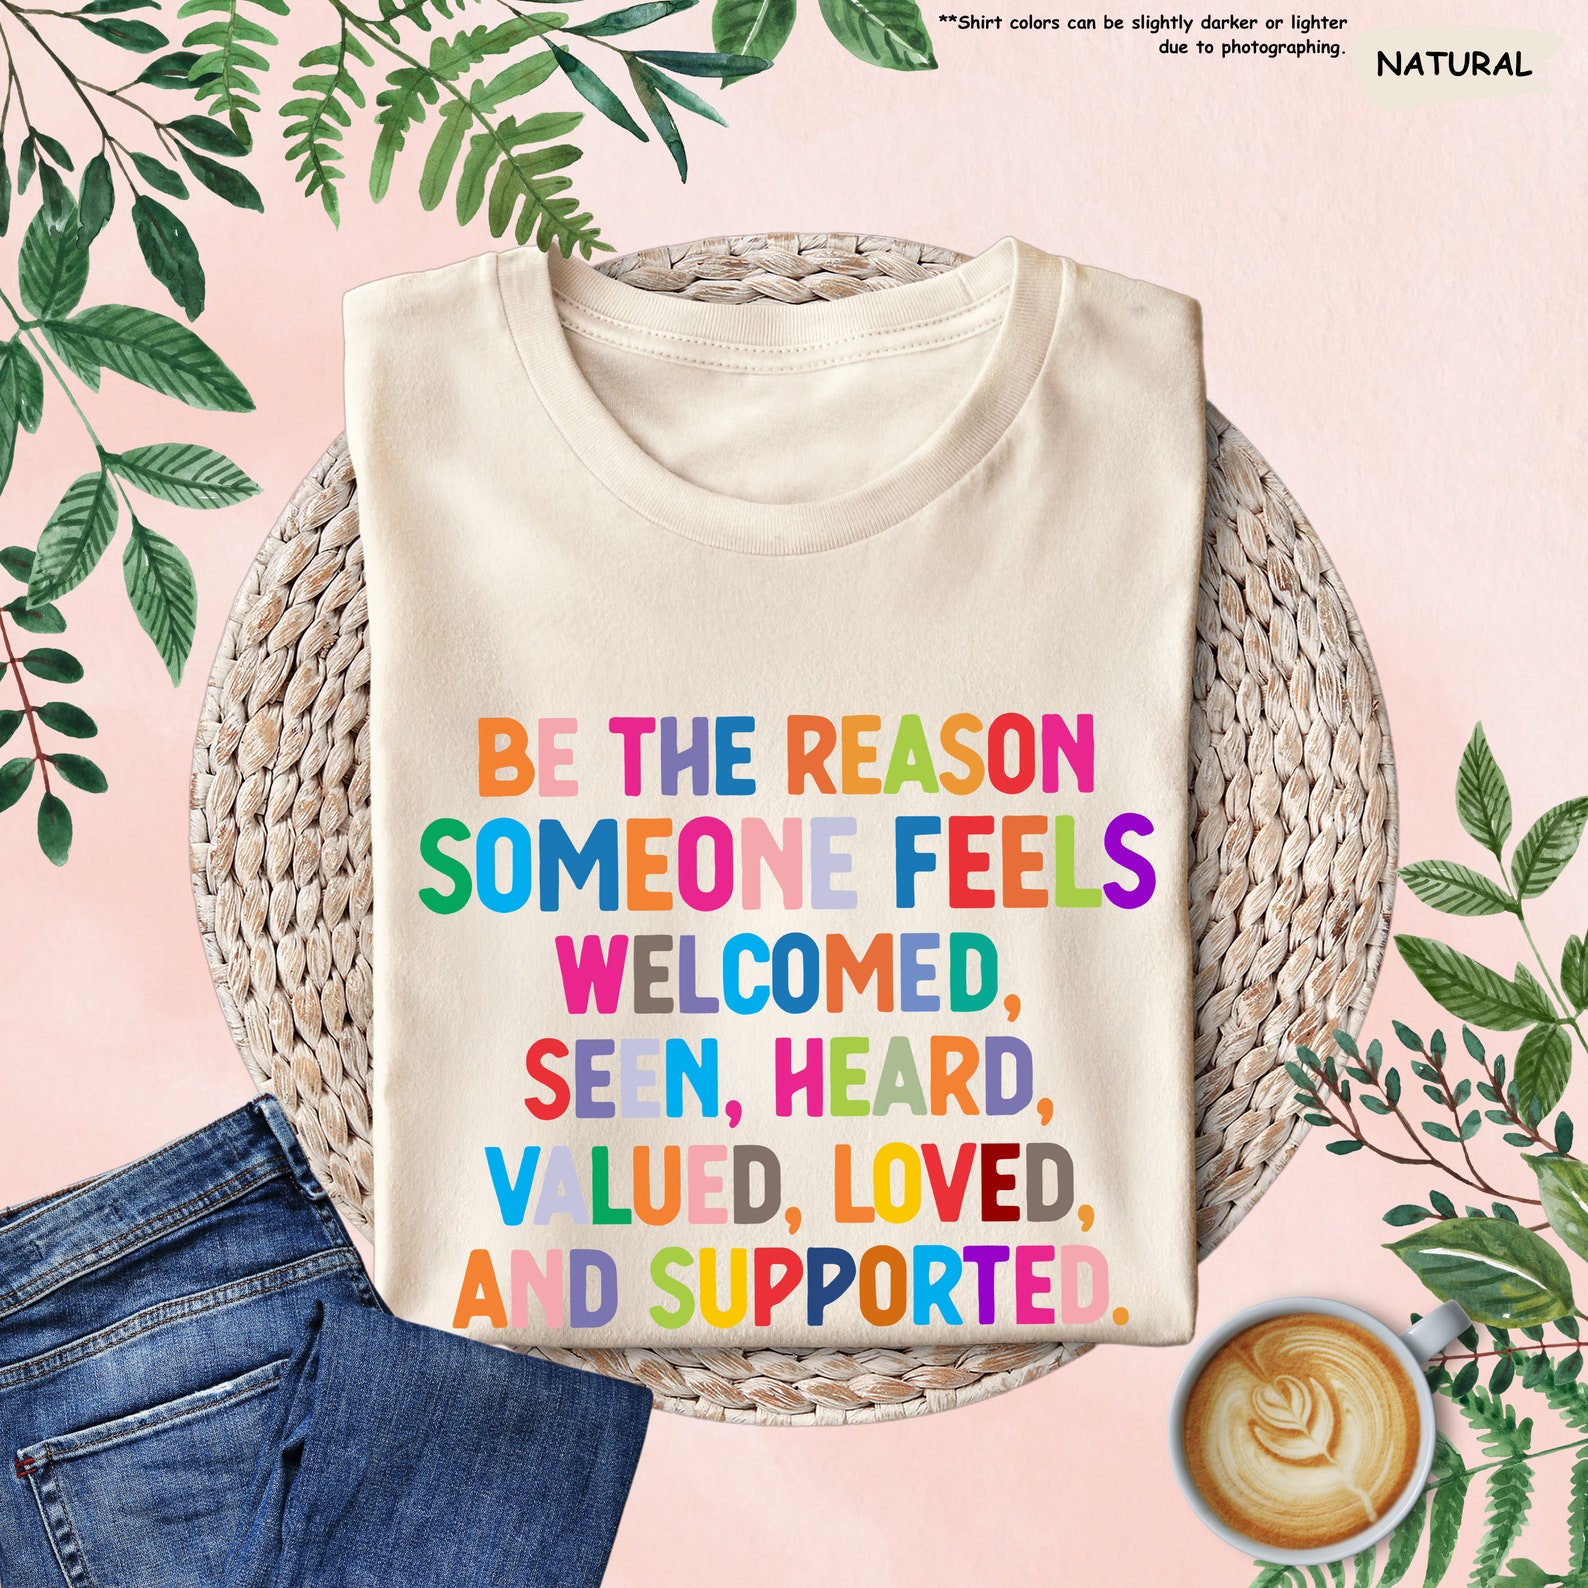 **Shirt colors can be slightly darker or lighter
due to photographing.
NATURAL
BE THE REASON
SOMEONE FEELS
WELCOMED,
SEEN, HEARD,
VALUED, LOVED,
AND SUPPORTED.